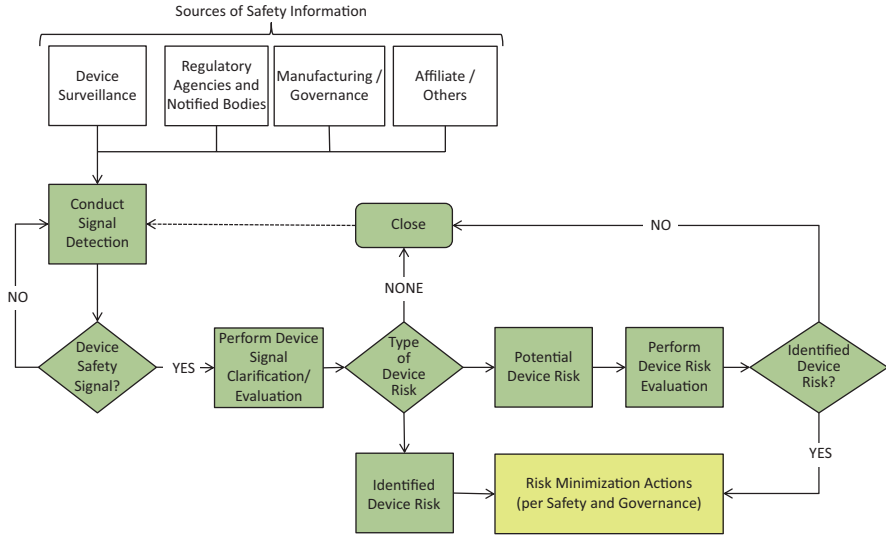 Sources of Safety Information
Device
Surveillance
Regulatory
Agencies and
Notified Bodies
Manufacturing /
Governance
Affiliate /
Others
Conduct
Signal
Detection
Close
NO
NO
NONE
Device
Safety
Signal?
YES
Perform Device
Signal
Clarification/
Evaluation
Type
of
Device
Risk
Potential
Device Risk
Perform
Device Risk
Evaluation
Identified
Device
Risk?
YES
Identified
Device Risk
Risk Minimization Actions
(per Safety and Governance)